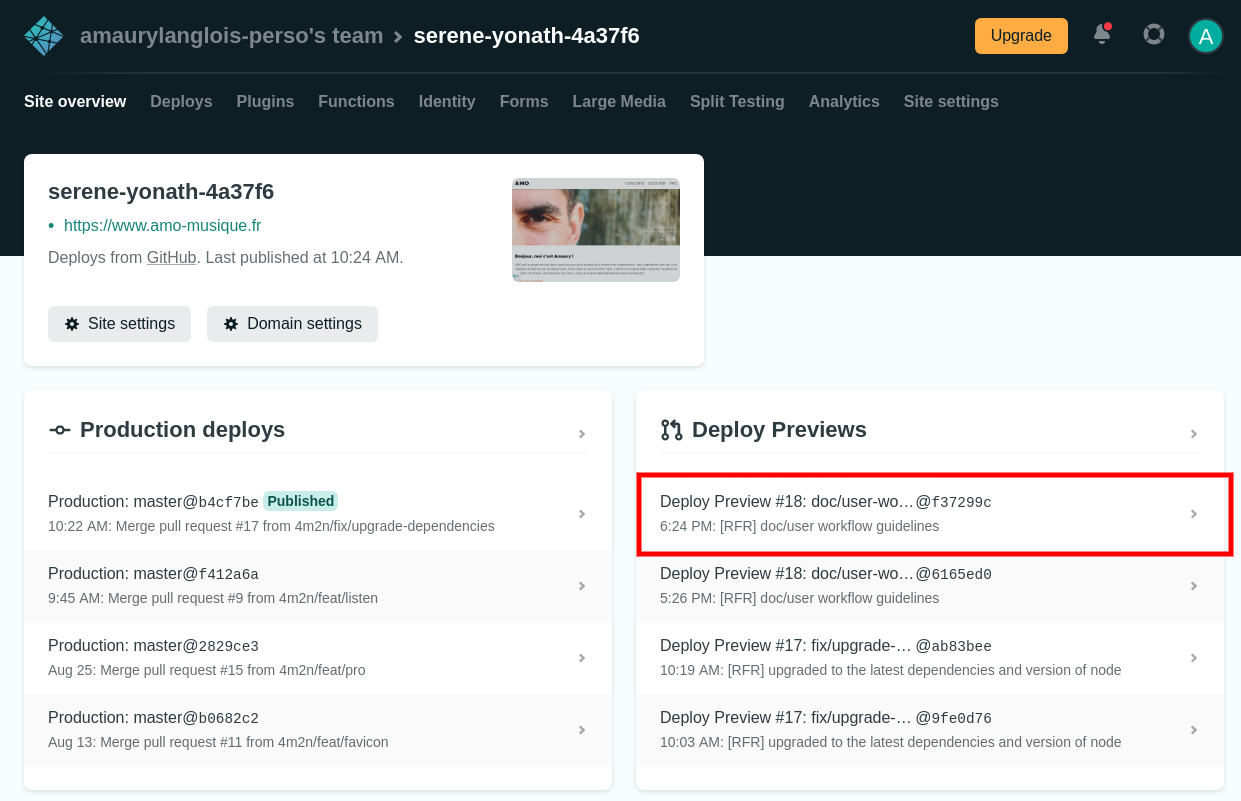 amaurylanglois-perso's team > serene-yonath-4a37f6
Upgrade
A
Site overview Deploys Plugins Functions Identity Forms Large Media Split Testing Analytics Site settings
serene-yonath-4a37f6
• https://www.amo-musique.fr
Deploys from GitHub. Last published at 10:24 AM.
AMO
Bonjour, moi c'est Amaury !
Site settings
Domain settings
Production deploys
Production: master@b4cf7be Published
10:22 AM: Merge pull request #17 from 4m2n/fix/upgrade-dependencies
Production: master@f412a6a
9:45 AM: Merge pull request #9 from 4m2n/feat/listen
Production: master@2829ce3
Aug 25: Merge pull request #15 from 4m2n/feat/pro
Production: master@b0682c2
Aug 13: Merge pull request #11 from 4m2n/feat/favicon
Deploy Previews
Deploy Preview #18: doc/user-wo…@f37299c
6:24 PM: [RFR] doc/user workflow guidelines
Deploy Preview #18: doc/user-wo…@6165ed0
5:26 PM: [RFR] doc/user workflow guidelines
Deploy Preview #17: fix/upgrade-… @ab83bee
10:19 AM: [RFR] upgraded to the latest dependencies and version of node
Deploy Preview #17: fix/upgrade-… @9fe0d76
10:03 AM: [RFR] upgraded to the latest dependencies and version of node